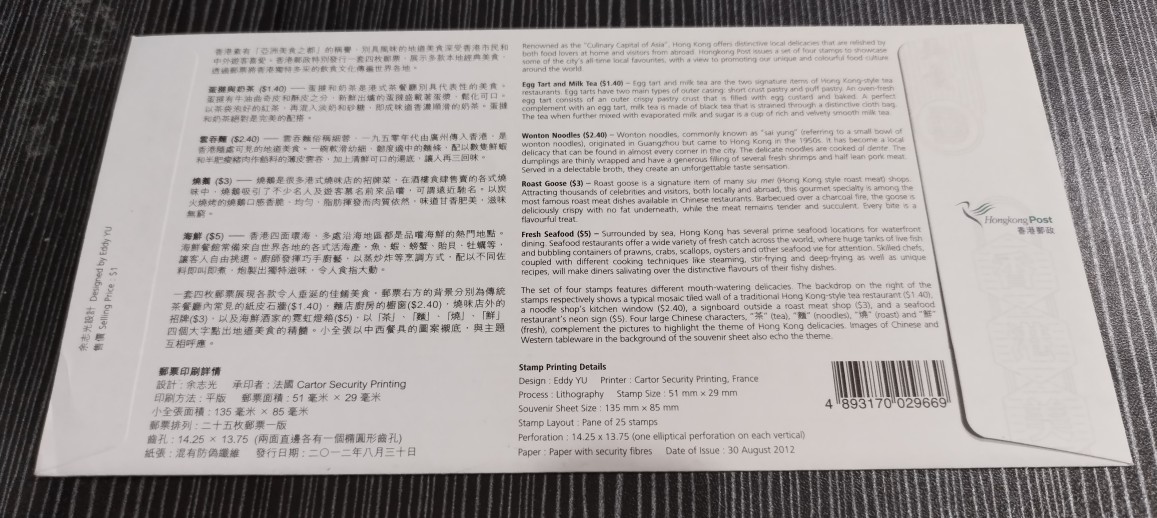 香港素有「亞洲美食之都」的稱譽，別具風味的地道美食深受香港市民和
中外遊客喜愛。香港郵政特別發行一套四枚郵票，展示多款本地經典美食，
透過郵票將香港獨特多采的飲食文化傳遍世界各地。
蛋撻與奶茶 ($1.40) —— 蛋撻和奶茶是港式茶餐廳別具代表性的美食。
蛋撻有牛油曲奇皮和酥皮之分，新鮮出爐的蛋撻盛載著蛋漿，鬆化可口。
以茶袋泡好的紅茶，再混入淡奶和砂糖，即成味道香濃順滑的奶茶。蛋撻
和奶茶絕對是完美的配搭。
雲吞麵 ($2.40) —— 雲吞麵俗稱細蓉，一九五零年代由廣州傳入香港，是
香港隨處可見的地道美食。一碗軟滑幼細、韌度適中的麵條，配以數隻鮮蝦
和半肥瘦豬肉作餡料的薄皮雲吞，加上清鮮可口的湯底，讓人再三回味。
燒鵝 ($3) —— 燒鵝是很多港式燒味店的招牌菜，在酒樓食肆售賣的各式燒
味中，燒鵝吸引了不少名人及遊客慕名前來品嚐，可謂遠近馳名。以炭
火燒烤的燒鵝口感香脆、均勻，脂肪揮發而肉質依然，味道甘香肥美，滋味
無窮。
海鮮 ($5) —— 香港四面環海，多處沿海地區都是品嚐海鮮的熱門地點。
海鮮餐館常備來自世界各地的各式活海產，魚、蝦、螃蟹、貽貝、牡蠣等，
讓客人自由挑選。廚師發揮巧手廚藝，以蒸炒炸等烹調方式，配以不同佐
料即叫即煮，炮製出獨特滋味，令人食指大動。
一套四枚郵票展現各款令人垂涎的佳餚美食，郵票右方的背景分別為傳統
茶餐廳內常見的紙皮石牆($1.40)、麵店廚房的櫥窗($2.40)、燒味店外的
招牌($3)，以及海鮮酒家的霓虹燈箱($5)。以「茶」、「麵」、「燒」、「鮮」
四個大字點出地道美食的精髓。小全張以中西餐具的圖案襯底，與主題
互相呼應。
郵票印刷詳情
設計：余志光　承印者：法國 Cartor Security Printing
印刷方法：平版　郵票面積：51 毫米 × 29 毫米
小全張面積：135 毫米 × 85 毫米
郵票排列：二十五枚郵票一版
齒孔：14.25 × 13.75 (兩面直邊各有一個橢圓形齒孔)
紙張：混有防偽纖維　發行日期：二〇一二年八月三十日
余志光設計 Designed by Eddy YU
售價 Selling Price : $1
Renowned as the "Culinary Capital of Asia", Hong Kong offers distinctive local delicacies that are relished by
both food lovers at home and visitors from abroad. Hongkong Post issues a set of four stamps to showcase
some of the city's all-time local favourites, with a view to promoting our unique and colourful food culture
around the world.
Egg Tart and Milk Tea ($1.40) – Egg tart and milk tea are the two signature items of Hong Kong-style tea
restaurants. Egg tarts have two main types of outer casing: short crust pastry and puff pastry. An oven-fresh
egg tart consists of an outer crispy pastry crust that is filled with egg custard and baked. A perfect
complement with an egg tart, milk tea is made of black tea that is strained through a distinctive cloth bag.
The tea when further mixed with evaporated milk and sugar is a cup of rich and velvety smooth milk tea.
Wonton Noodles ($2.40) – Wonton noodles, commonly known as "sai yung" (referring to a small bowl of
wonton noodles), originated in Guangzhou but came to Hong Kong in the 1950s. It has become a local
delicacy that can be found in almost every corner in the city. The delicate noodles are cooked al dente. The
dumplings are thinly wrapped and have a generous filling of several fresh shrimps and half lean pork meat.
Served in a delectable broth, they create an unforgettable taste sensation.
Roast Goose ($3) – Roast goose is a signature item of many siu mei (Hong Kong style roast meat) shops.
Attracting thousands of celebrities and visitors, both locally and abroad, this gourmet specialty is among the
most famous roast meat dishes available in Chinese restaurants. Barbecued over a charcoal fire, the goose is
deliciously crispy with no fat underneath, while the meat remains tender and succulent. Every bite is a
flavourful treat.
Fresh Seafood ($5) – Surrounded by sea, Hong Kong has several prime seafood locations for waterfront
dining. Seafood restaurants offer a wide variety of fresh catch across the world, where huge tanks of live fish
and bubbling containers of prawns, crabs, scallops, oysters and other seafood vie for attention. Skilled chefs,
coupled with different cooking techniques like steaming, stir-frying and deep-frying as well as unique
recipes, will make diners salivating over the distinctive flavours of their fishy dishes.
The set of four stamps features different mouth-watering delicacies. The backdrop on the right of the
stamps respectively shows a typical mosaic tiled wall of a traditional Hong Kong-style tea restaurant ($1.40),
a noodle shop's kitchen window ($2.40), a signboard outside a roast meat shop ($3), and a seafood
restaurant's neon sign ($5). Four large Chinese characters, "茶" (tea), "麵" (noodles), "燒" (roast) and "鮮"
(fresh), complement the pictures to highlight the theme of Hong Kong delicacies. Images of Chinese and
Western tableware in the background of the souvenir sheet also echo the theme.
Stamp Printing Details
Design : Eddy YU Printer : Cartor Security Printing, France
Process : Lithography Stamp Size : 51 mm × 29 mm
Souvenir Sheet Size : 135 mm × 85 mm
Stamp Layout : Pane of 25 stamps
Perforation : 14.25 x 13.75 (one elliptical perforation on each vertical)
Paper : Paper with security fibres Date of Issue : 30 August 2012
4 893170 029669
Hongkong Post
香港郵政